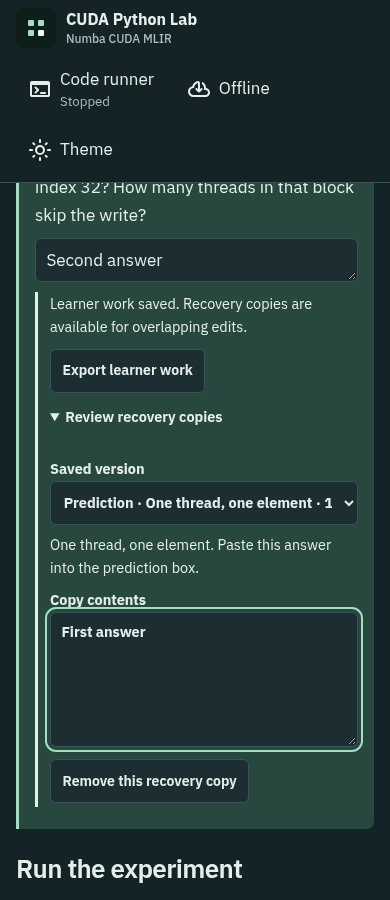 CUDA Python Lab
Numba CUDA MLIR
Code runner
Stopped
Offline
Theme
index 32? How many threads in that block
skip the write?
Second answer
Learner work saved. Recovery copies are
available for overlapping edits.
Export learner work
Review recovery copies
Saved version
Prediction · One thread, one element · 1
One thread, one element. Paste this answer
into the prediction box.
Copy contents
First answer
Remove this recovery copy
Run the experiment